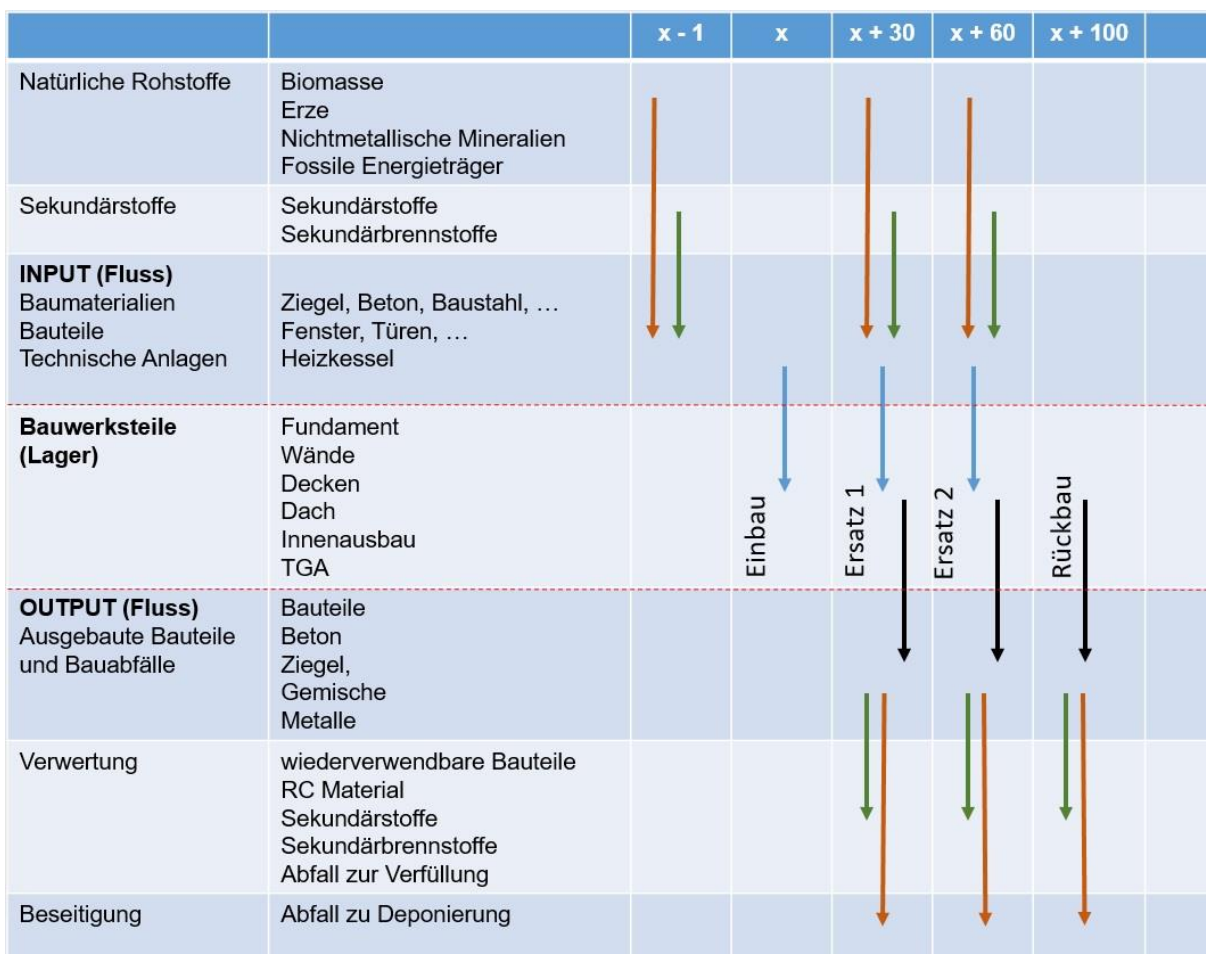 x - 1
x
x + 30
x + 60
x + 100
Natürliche Rohstoffe
Biomasse
Erze
Nichtmetallische Mineralien
Fossile Energieträger
Sekundärstoffe
Sekundärstoffe
Sekundärbrennstoffe
INPUT (Fluss)
Baumaterialien
Bauteile
Technische Anlagen
Ziegel, Beton, Baustahl, …
Fenster, Türen, …
Heizkessel
Bauwerksteile
(Lager)
Fundament
Wände
Decken
Dach
Innenausbau
TGA
Einbau
Ersatz 1
Ersatz 2
Rückbau
OUTPUT (Fluss)
Ausgebaute Bauteile
und Bauabfälle
Bauteile
Beton
Ziegel,
Gemische
Metalle
Verwertung
wiederverwendbare Bauteile
RC Material
Sekundärstoffe
Sekundärbrennstoffe
Abfall zur Verfüllung
Beseitigung
Abfall zu Deponierung